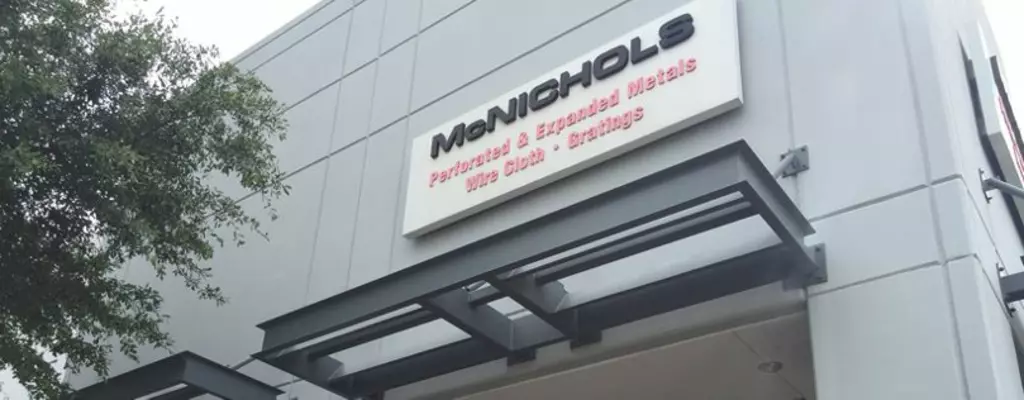 McNICHOLS
Perforated & Expanded Metals
Wire Cloth · Gratings